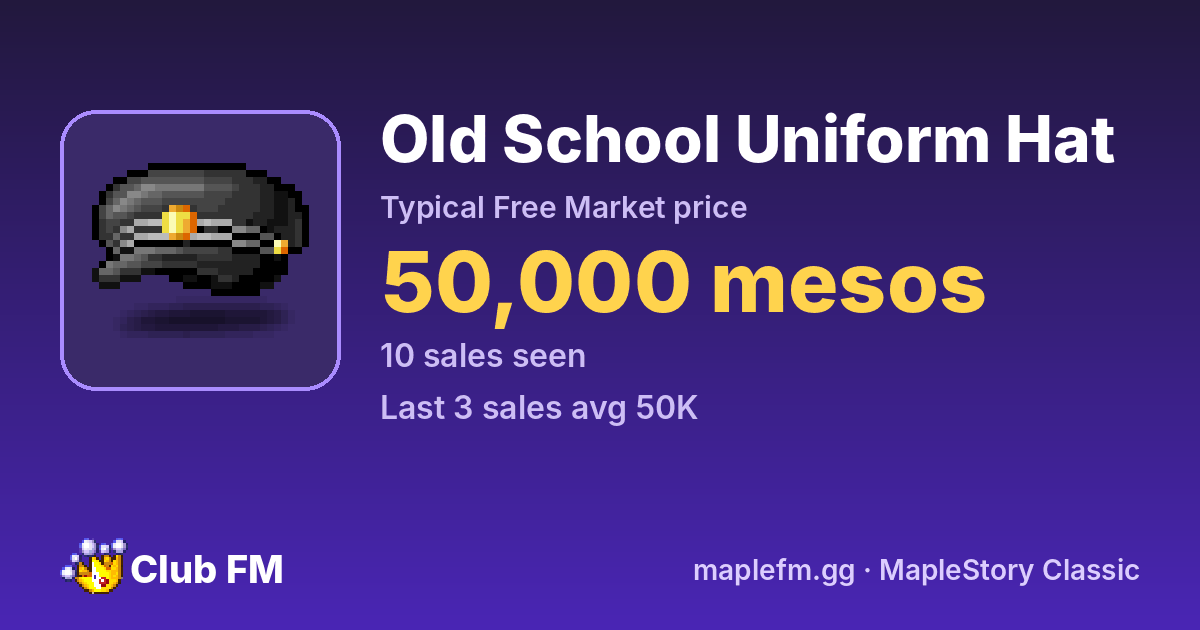 Old School Uniform Hat
Typical Free Market price
50,000 mesos
10 sales seen
Last 3 sales avg 50K
Club FM
maplefm.gg · MapleStory Classic